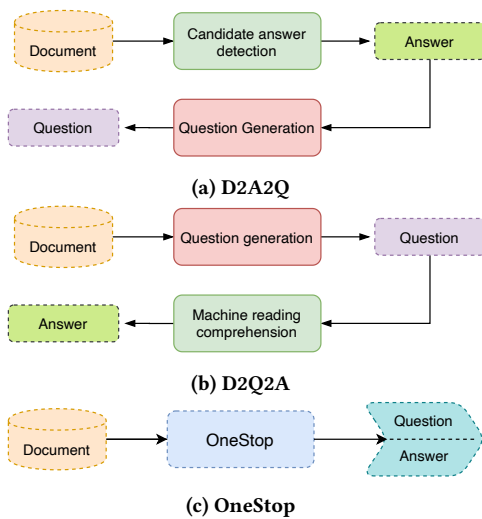 Document
Candidate answer
detection
Answer
Question
Question Generation
(a) D2A2Q
Document
Question generation
Question
Answer
Machine reading
comprehension
(b) D2Q2A
Document
OneStop
Question
Answer
(c) OneStop